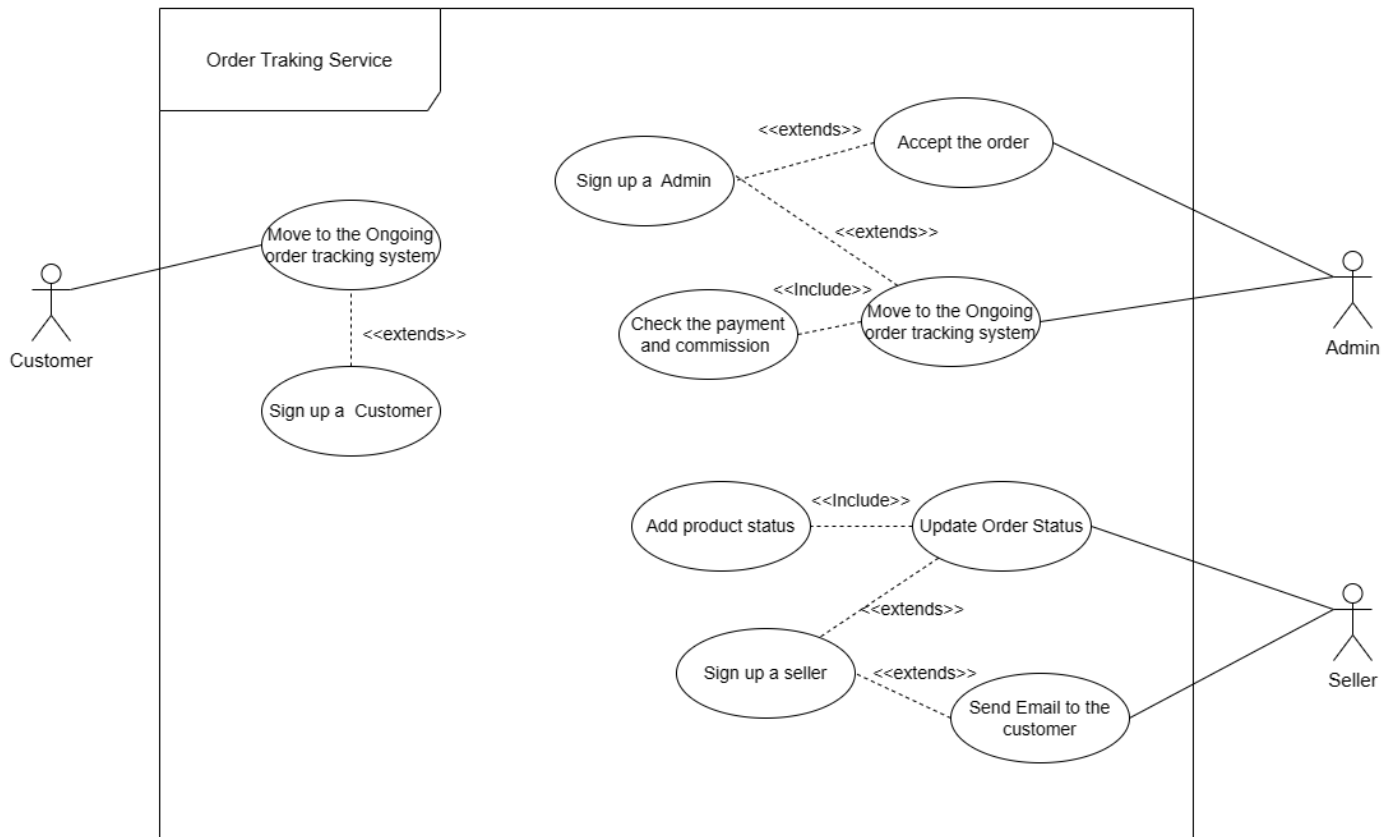 Order Traking Service
<<extends>>
Accept the order
Sign up a  Admin
Move to the Ongoing
order tracking system
<<extends>>
<<Include>>
Customer
<<extends>>
Check the payment
and commission
Move to the Ongoing
order tracking system
Admin
Sign up a  Customer
<<Include>>
Add product status
Update Order Status
<<extends>>
Sign up a seller
<<extends>>
Send Email to the
customer
Seller